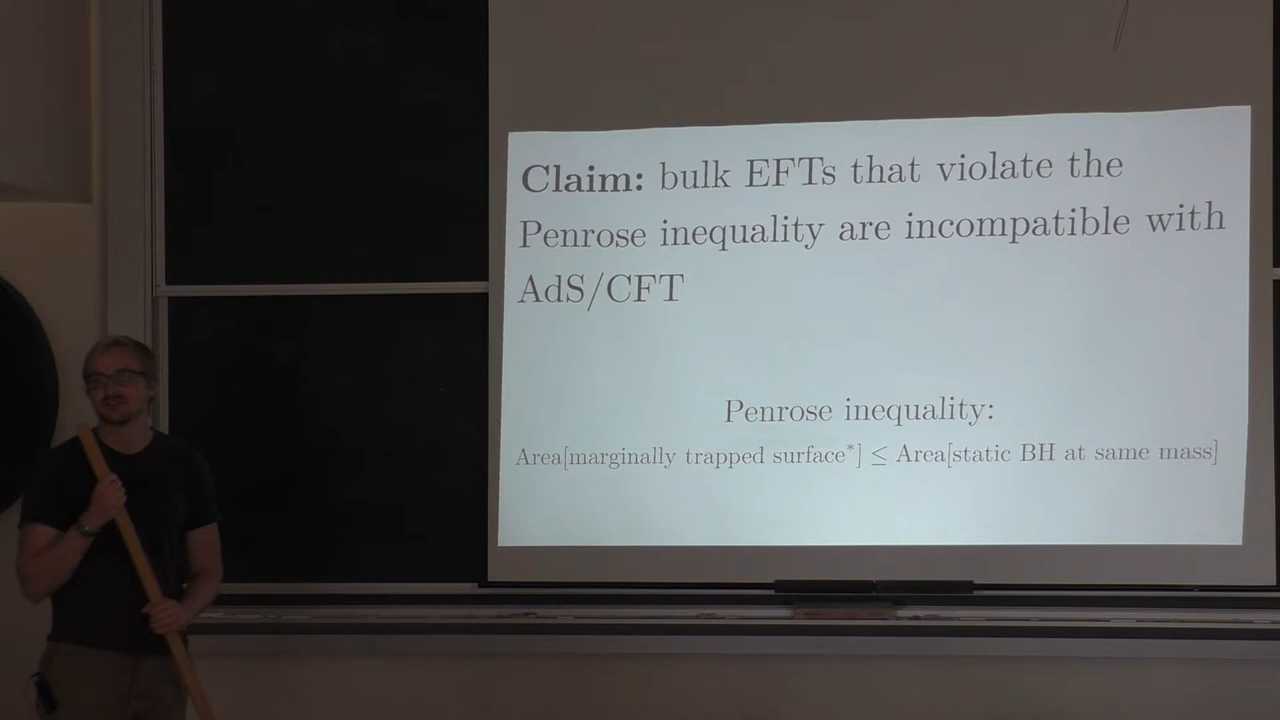 Claim: bulk EFTs that violate the
Penrose inequality are incompatible with
AdS/CFT
Penrose inequality:
Area[marginally trapped surface*] ≤ Area[static BH at same mass]